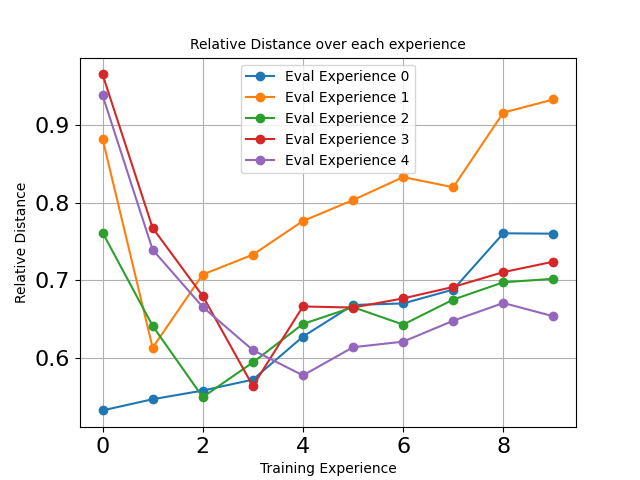 Relative Distance over each experience
Eval Experience 0
Eval Experience 1
Eval Experience 2
Eval Experience 3
Eval Experience 4
Relative Distance
0.9
0.8
0.7
0.6
0 2 4 6 8
Training Experience